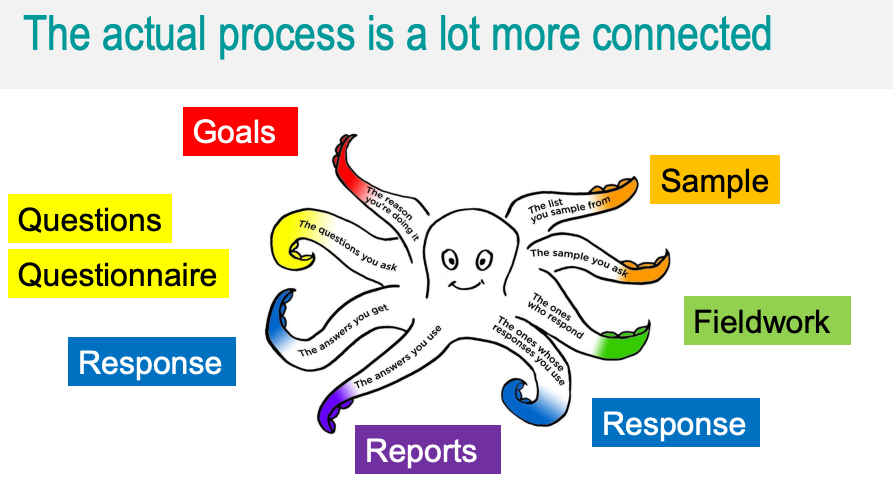 The actual process is a lot more connected
Goals
Sample
Questions
Questionnaire
Fieldwork
Response
Response
Reports
The reason
you're doing it
The questions you ask
The answers you get
The answers you use
The list
you sample from
The sample you ask
The ones
who respond
The ones whose
responses you use